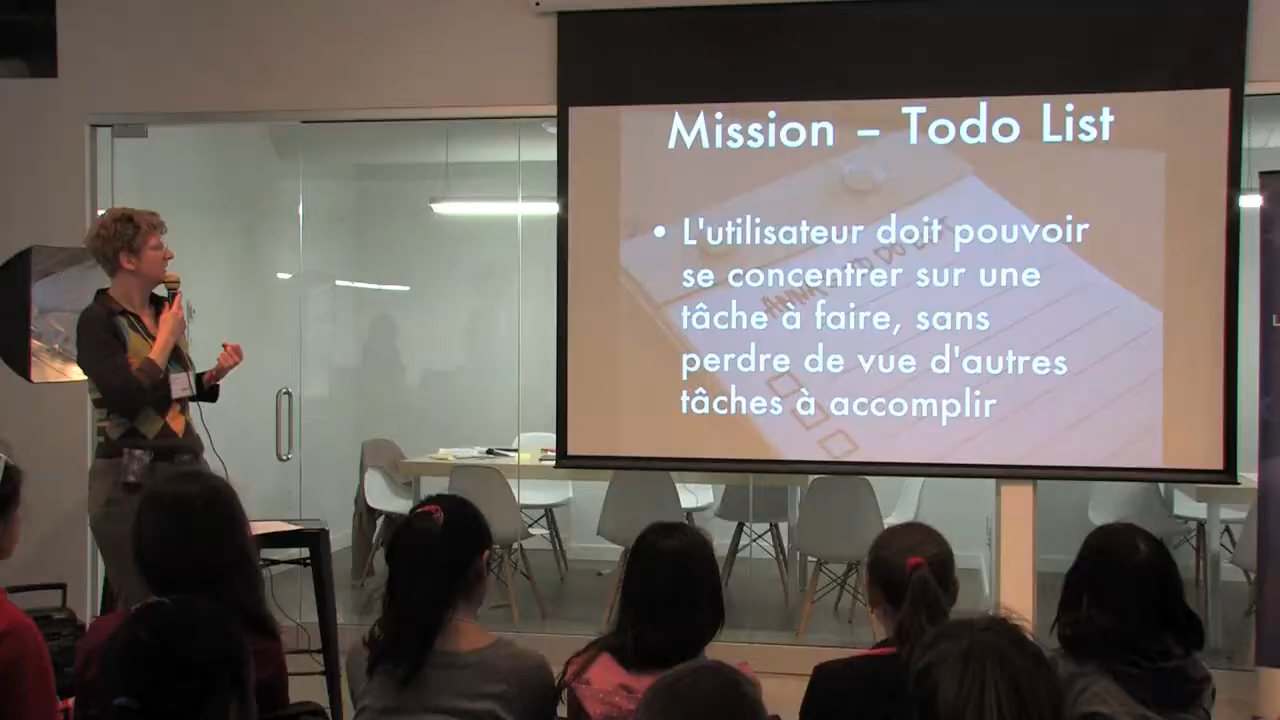 Mission – Todo List
• L'utilisateur doit pouvoir
se concentrer sur une
tâche à faire, sans
perdre de vue d'autres
tâches à accomplir